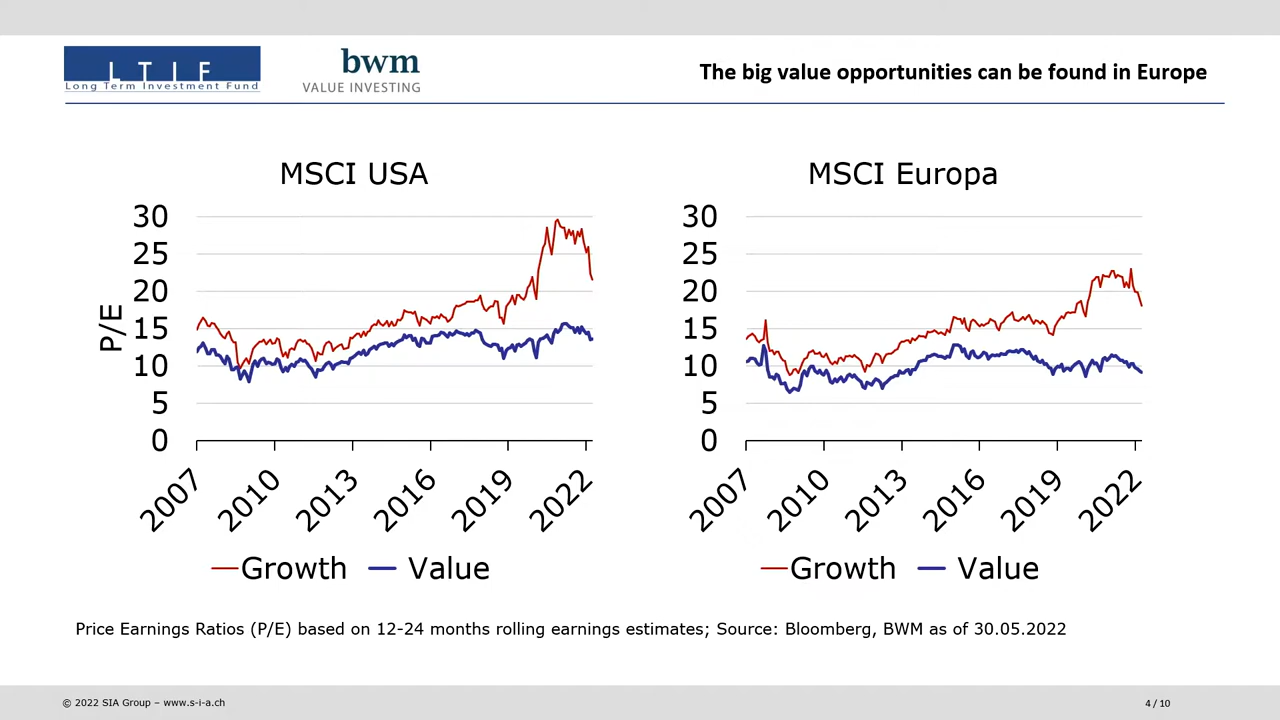 LTIF
Long Term Investment Fund
bwm
VALUE INVESTING
The big value opportunities can be found in Europe
MSCI USA
P/E
30
25
20
15
10
5
0
2007
2010
2013
2016
2019
2022
Growth
Value
MSCI Europa
30
25
20
15
10
5
0
2007
2010
2013
2016
2019
2022
Growth
Value
Price Earnings Ratios (P/E) based on 12-24 months rolling earnings estimates; Source: Bloomberg, BWM as of 30.05.2022
© 2022 SIA Group – www.s-i-a.ch
4 / 10